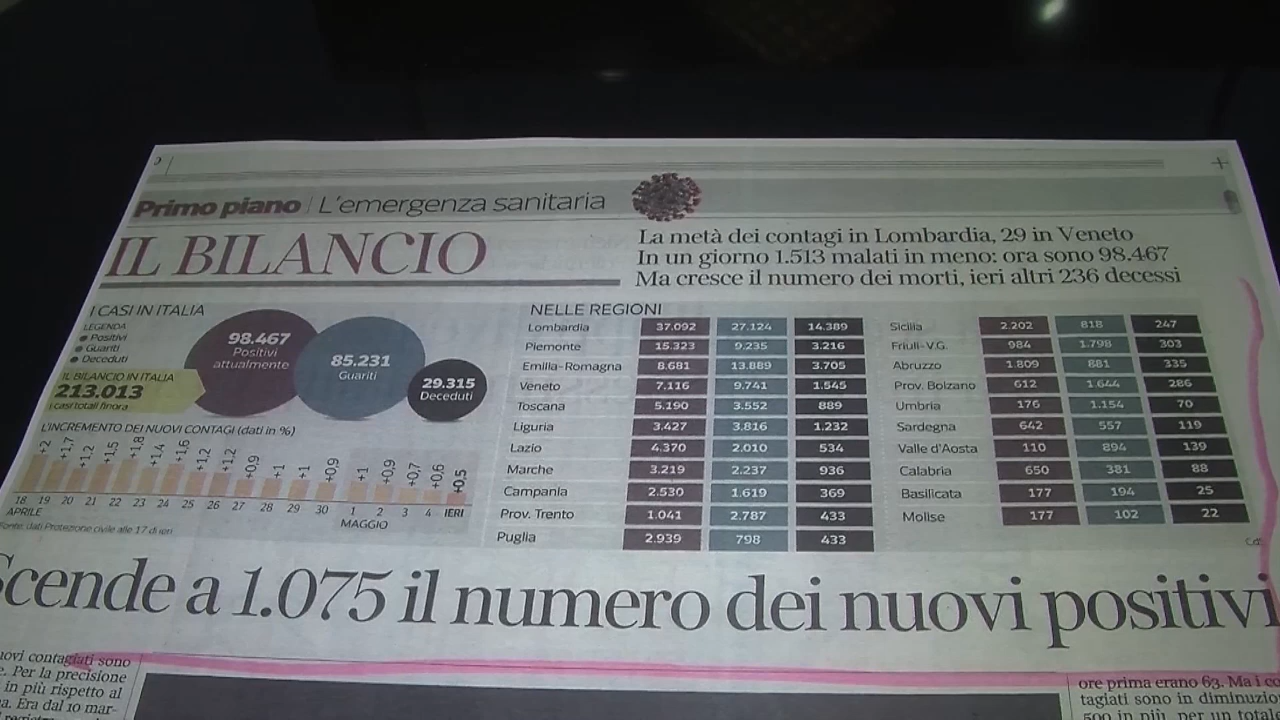 Primo piano | L'emergenza sanitaria
IL BILANCIO
La metà dei contagi in Lombardia, 29 in Veneto
In un giorno 1.513 malati in meno: ora sono 98.467
Ma cresce il numero dei morti, ieri altri 236 decessi
I CASI IN ITALIA
LEGENDA
Positivi
Guariti
Deceduti
IL BILANCIO IN ITALIA
213.013
i casi totali finora
98.467
Positivi
attualmente
85.231
Guariti
29.315
Deceduti
L'INCREMENTO DEI NUOVI CONTAGI (dati in %)
+2 +1,7 +1,2 +1,5 +1,8 +1,4 +1,6 +1,2 +1,2 +0,9 +1 +1 +0,9 +1 +0,9 +0,7 +0,6 +0,5
18 19 20 21 22 23 24 25 26 27 28 29 30 1 2 3 4 IERI
APRILE MAGGIO
Fonte: dati Protezione civile alle 17 di ieri
NELLE REGIONI
Lombardia 37.092 27.124 14.389
Piemonte 15.323 9.235 3.216
Emilia-Romagna 8.681 13.889 3.705
Veneto 7.116 9.741 1.545
Toscana 5.190 3.552 889
Liguria 3.427 3.816 1.232
Lazio 4.370 2.010 534
Marche 3.219 2.237 936
Campania 2.530 1.619 369
Prov. Trento 1.041 2.787 433
Puglia 2.939 798 433
Sicilia 2.202 818 247
Friuli-V.G. 984 1.798 303
Abruzzo 1.809 881 335
Prov. Bolzano 612 1.644 286
Umbria 176 1.154 70
Sardegna 642 557 119
Valle d'Aosta 110 894 139
Calabria 650 381 88
Basilicata 177 194 25
Molise 177 102 22
Scende a 1.075 il numero dei nuovi positivi
uovi contagiati sono
e. Per la precisione
in più rispetto al
a. Era dal 10 mar-
ore prima erano 63. Ma i co
tagiati sono in diminuzio
500 in più, per un totale